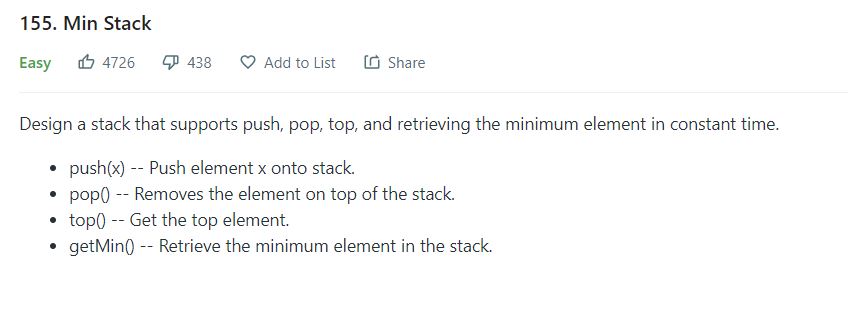 155. Min Stack
Easy 4726 438 Add to List Share
Design a stack that supports push, pop, top, and retrieving the minimum element in constant time.
• push(x) -- Push element x onto stack.
• pop() -- Removes the element on top of the stack.
• top() -- Get the top element.
• getMin() -- Retrieve the minimum element in the stack.